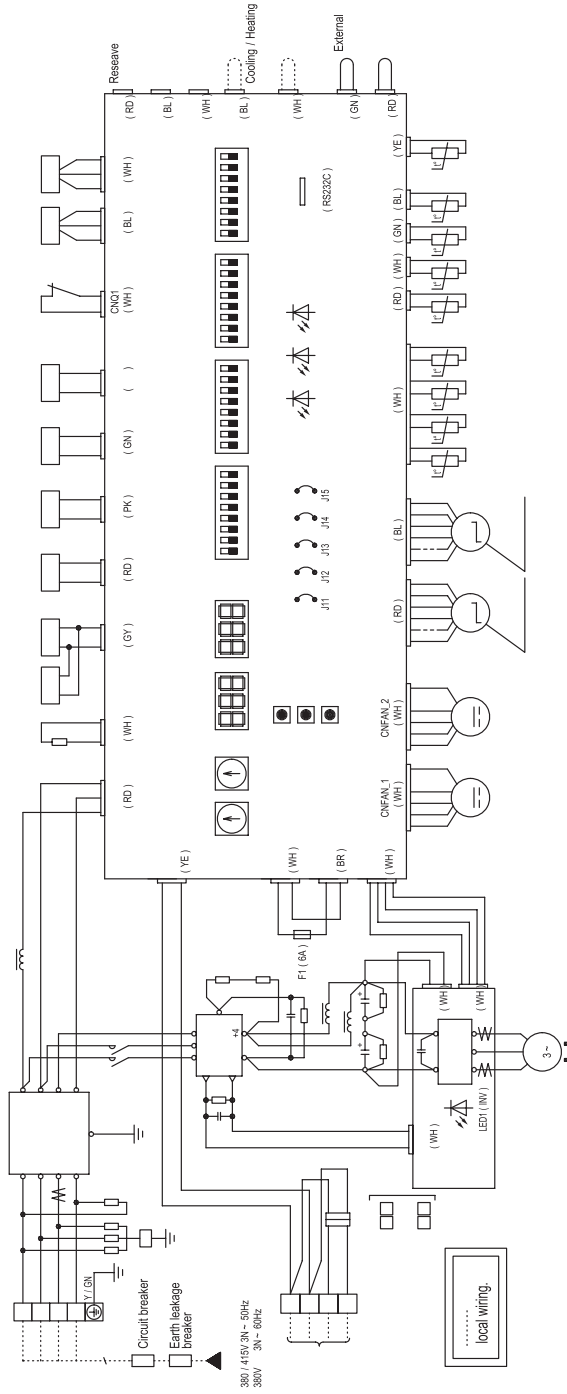 Reseave
( RD )
( BL )
( WH )
( BL )
Cooling / Heating
( WH )
( GN )
External
( RD )
( WH )
( BL )
CNQ1
( WH )
( )
( GN )
( PK )
( RD )
( GY )
( WH )
( RD )
( RS232C )
J15
J14
J13
J12
J11
( YE )
( BL )
( GN )
( WH )
( RD )
( WH )
t°
t°
t°
t°
t°
t°
t°
t°
t°
( BL )
( RD )
CNFAN_2
( WH )
CNFAN_1
( WH )
( YE )
( WH )
( BR )
( WH )
F1 ( 6A )
+4
+
+
( WH )
( WH )
( WH )
LED1 ( INV )
3~
Y / GN
Circuit breaker
Earth leakage
breaker
380 / 415V 3N ~ 50Hz
380V 3N ~ 60Hz
local wiring.